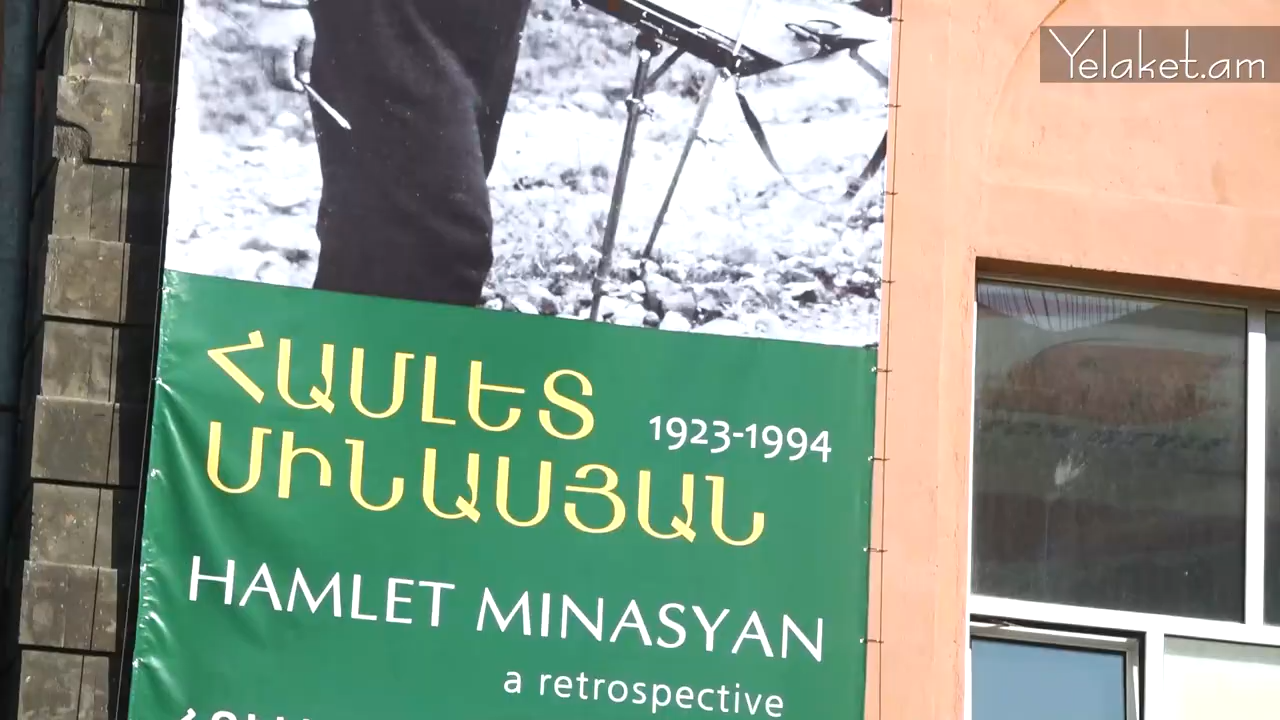 Yelaket.am
ՀԱՄԼԵՏ
1923-1994
ՄԻՆԱՍՅԱՆ
HAMLET MINASYAN
a retrospective